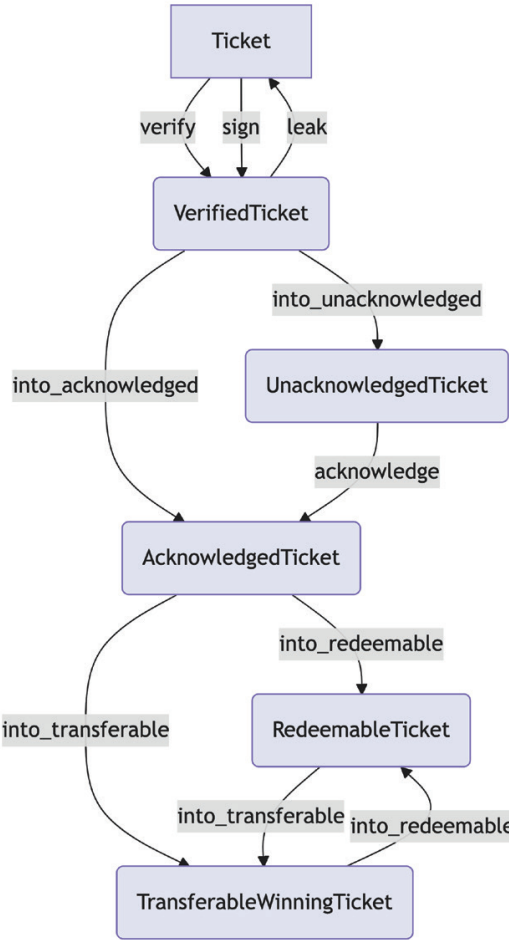 Ticket
verify
sign
leak
VerifiedTicket
into_unacknowledged
into_acknowledged
UnacknowledgedTicket
acknowledge
AcknowledgedTicket
into_redeemable
into_transferable
RedeemableTicket
into_transferable
into_redeemable
TransferableWinningTicket